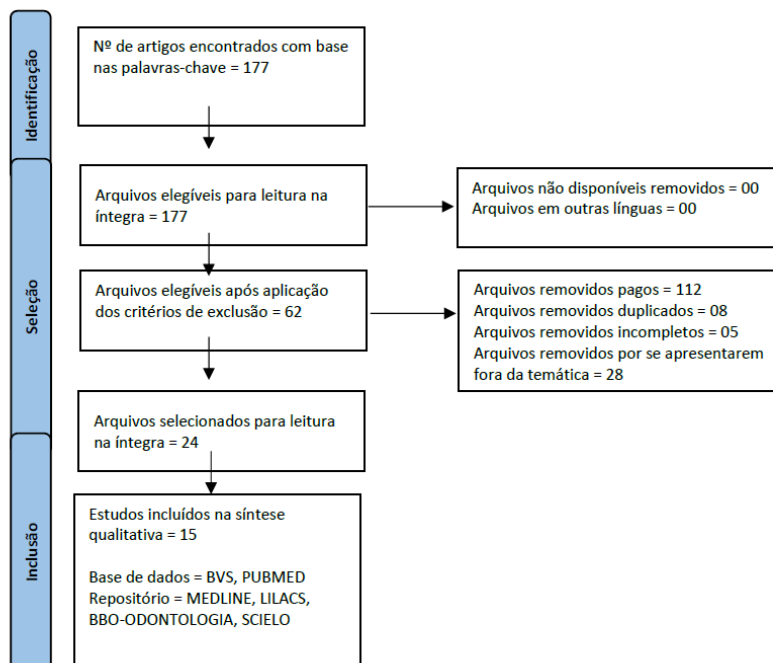 Identificação
Nº de artigos encontrados com base
nas palavras-chave = 177
Seleção
Arquivos elegíveis para leitura na
íntegra = 177
Arquivos não disponíveis removidos = 00
Arquivos em outras línguas = 00
Arquivos elegíveis após aplicação
dos critérios de exclusão = 62
Arquivos removidos pagos = 112
Arquivos removidos duplicados = 08
Arquivos removidos incompletos = 05
Arquivos removidos por se apresentarem
fora da temática = 28
Arquivos selecionados para leitura
na íntegra = 24
Inclusão
Estudos incluídos na síntese
qualitativa = 15
Base de dados = BVS, PUBMED
Repositório = MEDLINE, LILACS,
BBO-ODONTOLOGIA, SCIELO